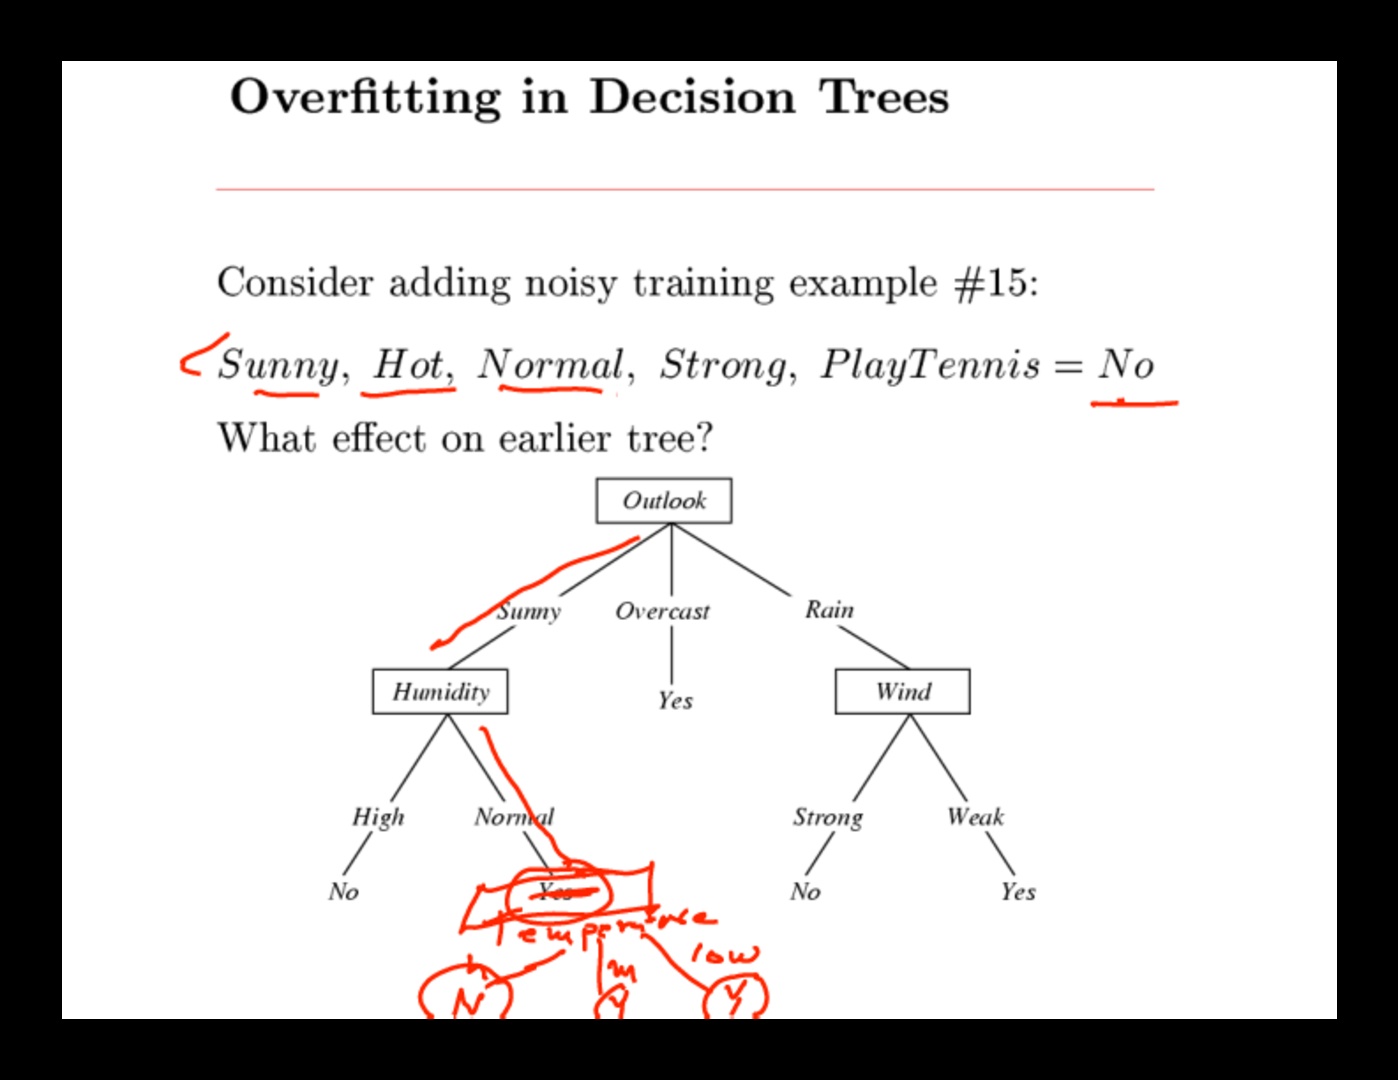 Overfitting in Decision Trees
Consider adding noisy training example #15:
Sunny, Hot, Normal, Strong, PlayTennis = No
What effect on earlier tree?
Outlook
Sunny Overcast Rain
Humidity Yes Wind
High Normal Strong Weak
No Yes No Yes
Temperature
h m low
N Y Y